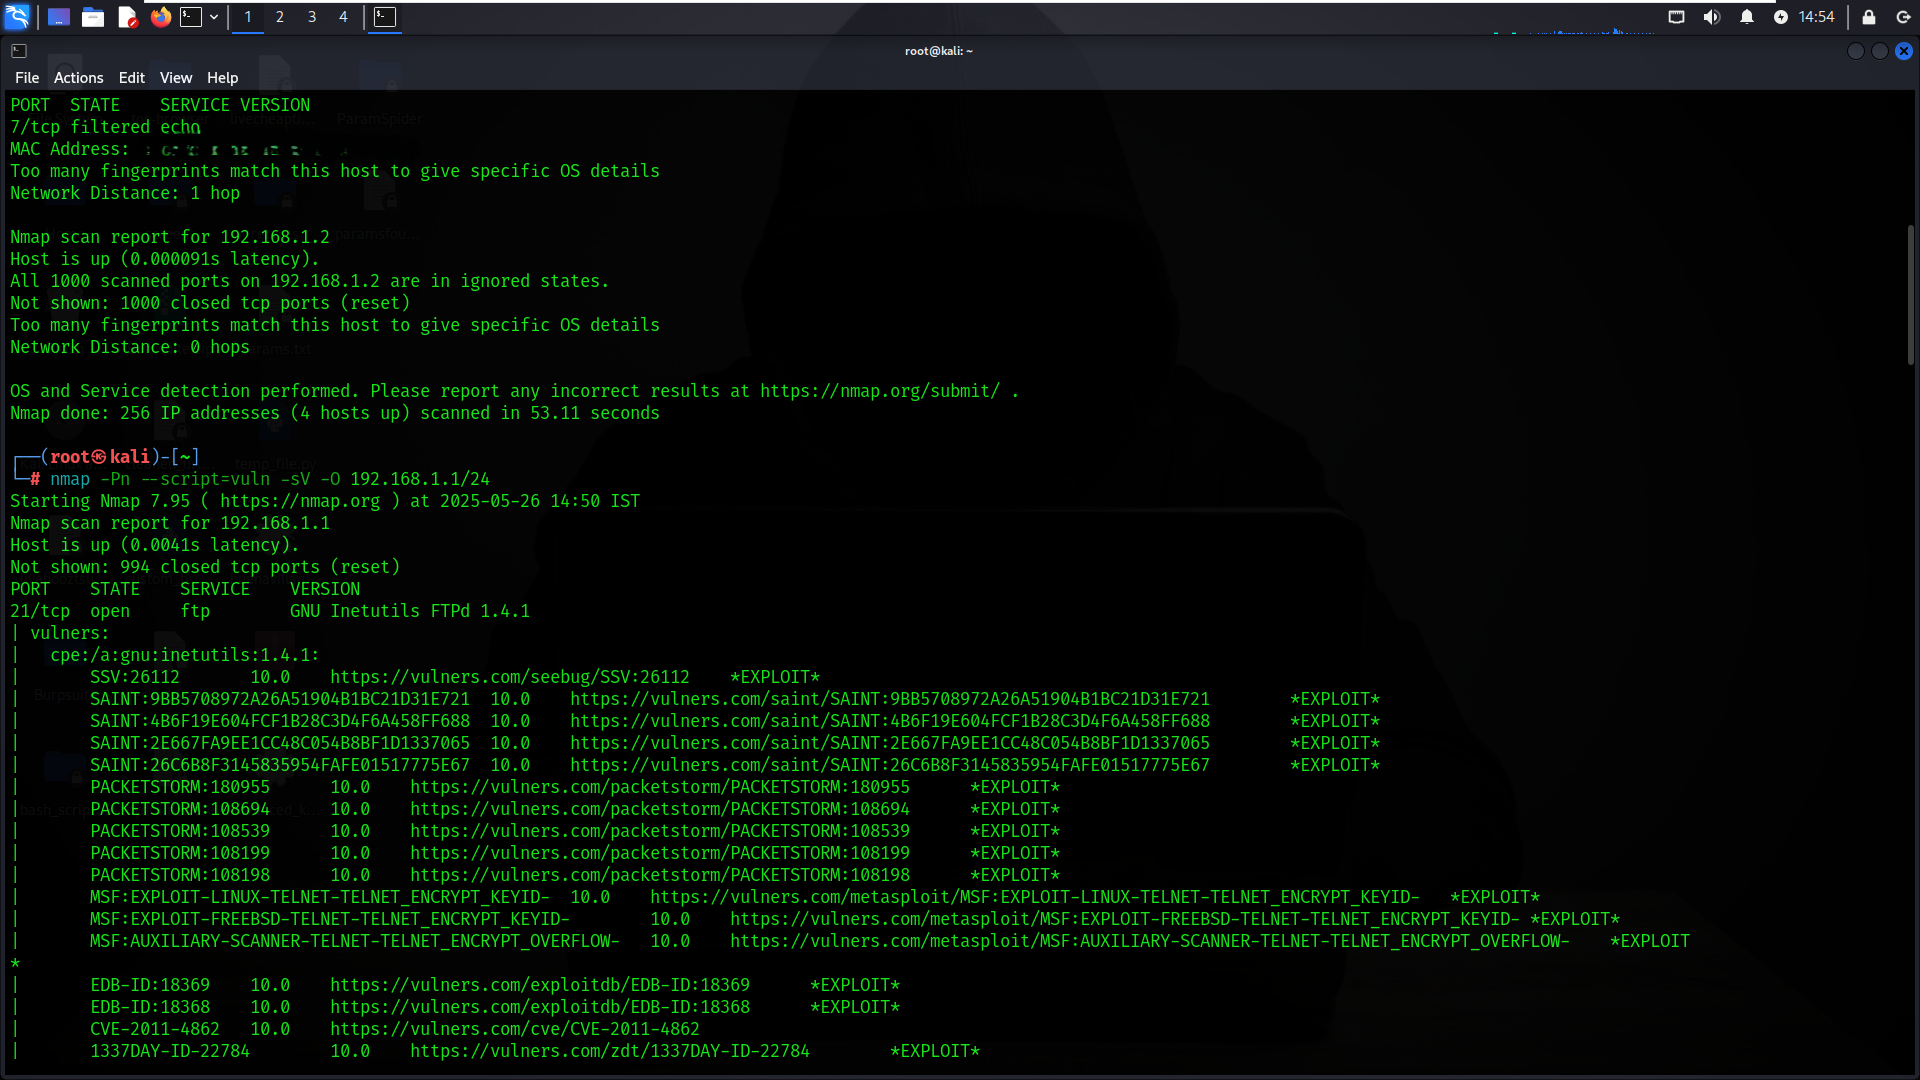 1 2 3 4
14:54
root@kali: ~
File Actions Edit View Help
PORT STATE SERVICE VERSION
7/tcp filtered echo
MAC Address:
Too many fingerprints match this host to give specific OS details
Network Distance: 1 hop
Nmap scan report for 192.168.1.2
Host is up (0.000091s latency).
All 1000 scanned ports on 192.168.1.2 are in ignored states.
Not shown: 1000 closed tcp ports (reset)
Too many fingerprints match this host to give specific OS details
Network Distance: 0 hops
OS and Service detection performed. Please report any incorrect results at https://nmap.org/submit/ .
Nmap done: 256 IP addresses (4 hosts up) scanned in 53.11 seconds
┌──(root㉿kali)-[~]
└─# nmap -Pn --script=vuln -sV -O 192.168.1.1/24
Starting Nmap 7.95 ( https://nmap.org ) at 2025-05-26 14:50 IST
Nmap scan report for 192.168.1.1
Host is up (0.0041s latency).
Not shown: 994 closed tcp ports (reset)
PORT STATE SERVICE VERSION
21/tcp open ftp GNU Inetutils FTPd 1.4.1
| vulners:
| cpe:/a:gnu:inetutils:1.4.1:
| SSV:26112 10.0 https://vulners.com/seebug/SSV:26112 *EXPLOIT*
| SAINT:9BB5708972A26A51904B1BC21D31E721 10.0 https://vulners.com/saint/SAINT:9BB5708972A26A51904B1BC21D31E721 *EXPLOIT*
| SAINT:4B6F19E604FCF1B28C3D4F6A458FF688 10.0 https://vulners.com/saint/SAINT:4B6F19E604FCF1B28C3D4F6A458FF688 *EXPLOIT*
| SAINT:2E667FA9EE1CC48C054B8BF1D1337065 10.0 https://vulners.com/saint/SAINT:2E667FA9EE1CC48C054B8BF1D1337065 *EXPLOIT*
| SAINT:26C6B8F3145835954FAFE01517775E67 10.0 https://vulners.com/saint/SAINT:26C6B8F3145835954FAFE01517775E67 *EXPLOIT*
| PACKETSTORM:180955 10.0 https://vulners.com/packetstorm/PACKETSTORM:180955 *EXPLOIT*
| PACKETSTORM:108694 10.0 https://vulners.com/packetstorm/PACKETSTORM:108694 *EXPLOIT*
| PACKETSTORM:108539 10.0 https://vulners.com/packetstorm/PACKETSTORM:108539 *EXPLOIT*
| PACKETSTORM:108199 10.0 https://vulners.com/packetstorm/PACKETSTORM:108199 *EXPLOIT*
| PACKETSTORM:108198 10.0 https://vulners.com/packetstorm/PACKETSTORM:108198 *EXPLOIT*
| MSF:EXPLOIT-LINUX-TELNET-TELNET_ENCRYPT_KEYID- 10.0 https://vulners.com/metasploit/MSF:EXPLOIT-LINUX-TELNET-TELNET_ENCRYPT_KEYID- *EXPLOIT*
| MSF:EXPLOIT-FREEBSD-TELNET-TELNET_ENCRYPT_KEYID- 10.0 https://vulners.com/metasploit/MSF:EXPLOIT-FREEBSD-TELNET-TELNET_ENCRYPT_KEYID- *EXPLOIT*
| MSF:AUXILIARY-SCANNER-TELNET-TELNET_ENCRYPT_OVERFLOW- 10.0 https://vulners.com/metasploit/MSF:AUXILIARY-SCANNER-TELNET-TELNET_ENCRYPT_OVERFLOW- *EXPLOIT
*
| EDB-ID:18369 10.0 https://vulners.com/exploitdb/EDB-ID:18369 *EXPLOIT*
| EDB-ID:18368 10.0 https://vulners.com/exploitdb/EDB-ID:18368 *EXPLOIT*
| CVE-2011-4862 10.0 https://vulners.com/cve/CVE-2011-4862
| 1337DAY-ID-22784 10.0 https://vulners.com/zdt/1337DAY-ID-22784 *EXPLOIT*